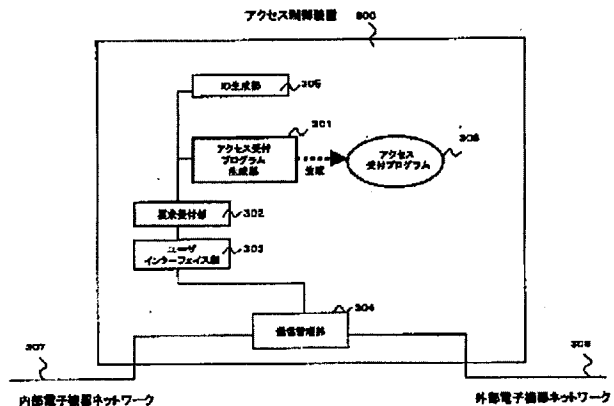 アクセス制御装置
300
ID生成部
305
301
アクセス受付
プログラム
生成部
生成
アクセス
受付プログラム
306
要求受付部
302
ユーザ
インターフェイス部
303
304
通信管理部
307
内部電子機器ネットワーク
308
外部電子機器ネットワーク